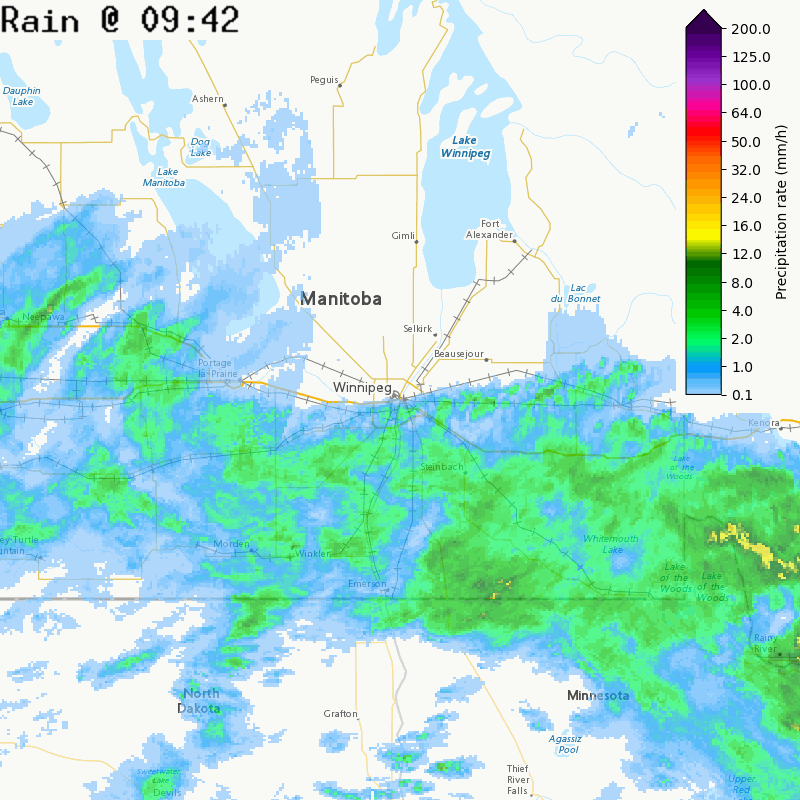 Rain @ 09:42
200.0
125.0
100.0
64.0
50.0
32.0
24.0
16.0
12.0
8.0
4.0
2.0
1.0
0.1
Precipitation rate (mm/h)
Peguis
Dauphin
Lake
Ashern
Dog
Lake
Lake
Winnipeg
Lake
Manitoba
Gimli
Fort
Alexander
Lac
du Bonnet
Manitoba
Neepawa
Selkirk
Beausejour
Portage
la Prairie
Winnipeg
Kenora
Steinbach
Lake
of the
Woods
ey-Turtle
untain
Morden
Winkler
Whitemouth
Lake
Emerson
Lake
of the
Woods
Lake
of the
Woods
Rainy
River
North
Dakota
Minnesota
Grafton
Agassiz
Pool
Thief
River
Falls
Sweetwater
Lake
Devils
Upper
Red